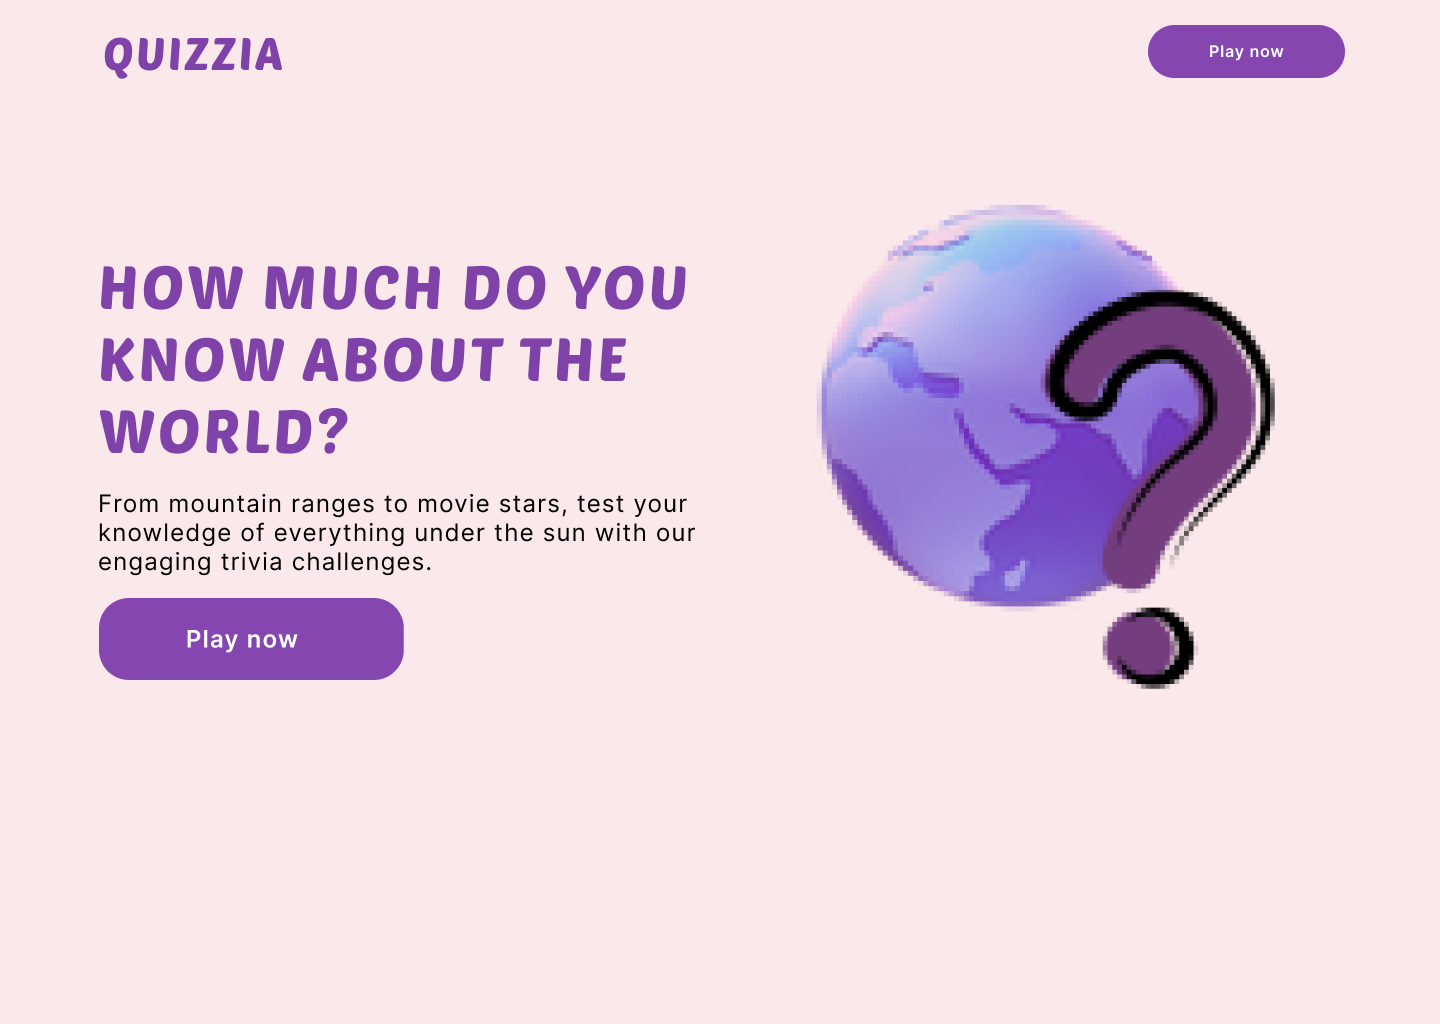 QUIZZIA
Play now
HOW MUCH DO YOU
KNOW ABOUT THE
WORLD?
From mountain ranges to movie stars, test your
knowledge of everything under the sun with our
engaging trivia challenges.
Play now